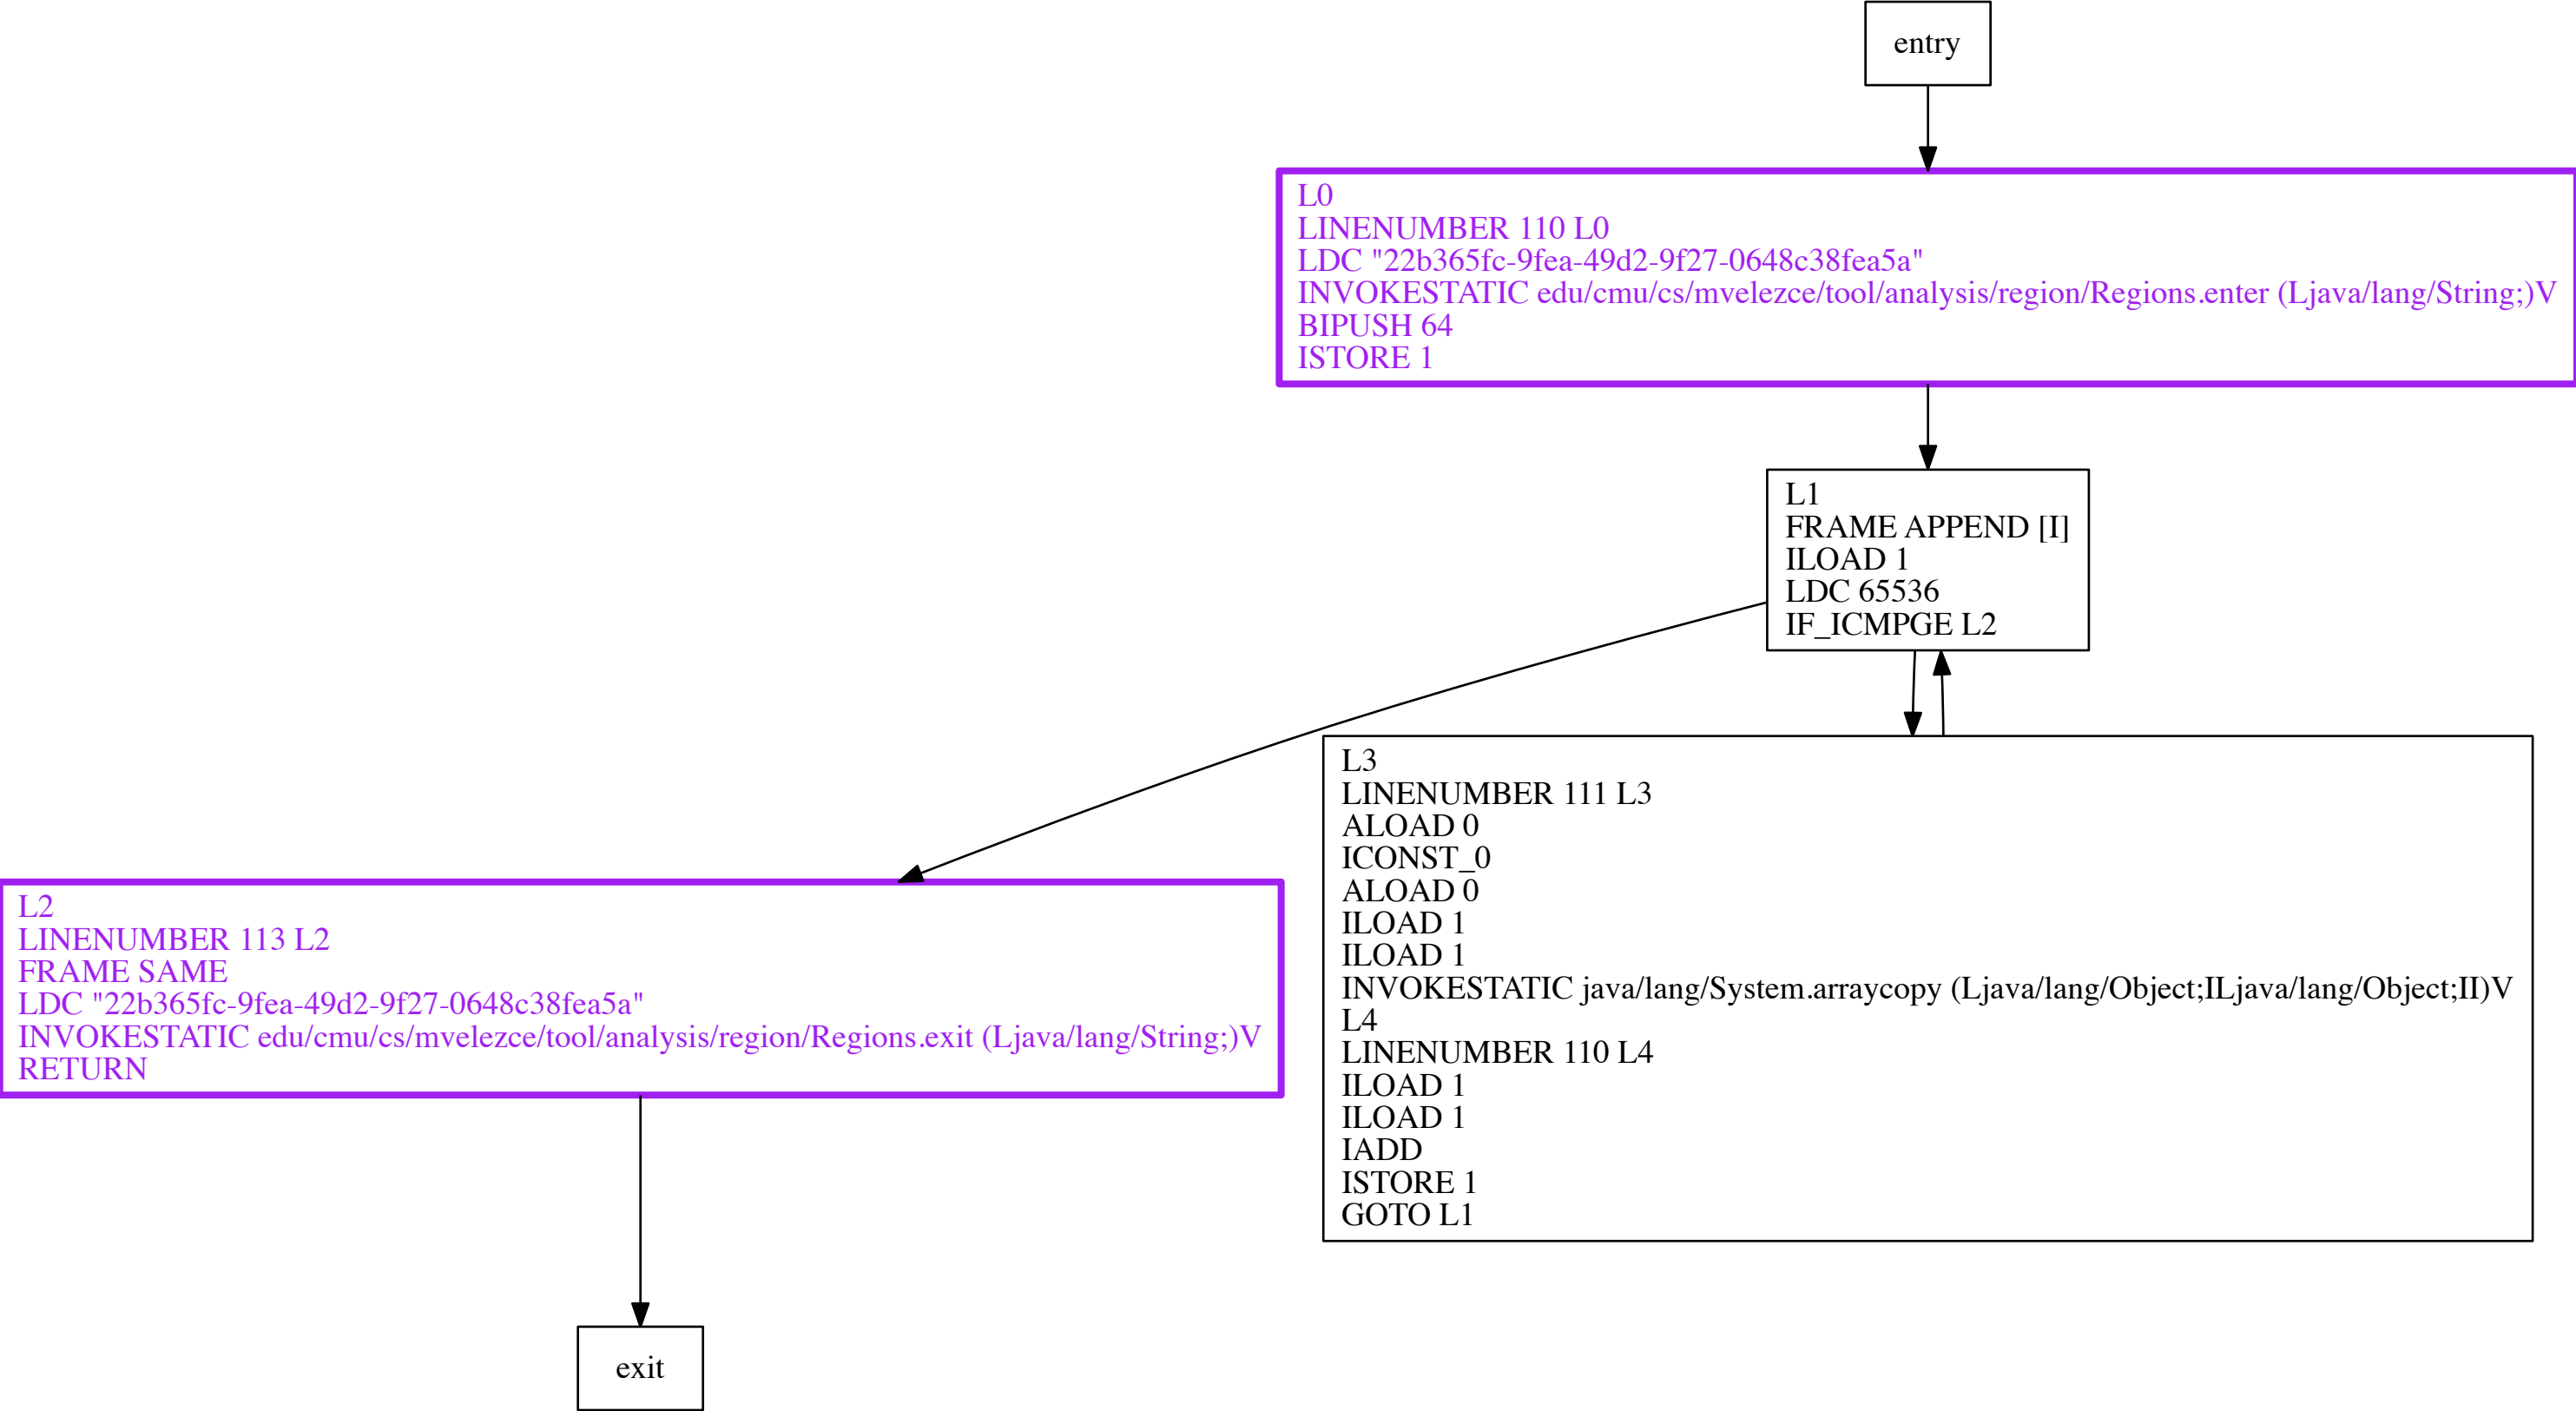 entry
L0
LINENUMBER 110 L0
LDC "22b365fc-9fea-49d2-9f27-0648c38fea5a"
INVOKESTATIC edu/cmu/cs/mvelezce/tool/analysis/region/Regions.enter (Ljava/lang/String;)V
BIPUSH 64
ISTORE 1
L1
FRAME APPEND [I]
ILOAD 1
LDC 65536
IF_ICMPGE L2
L3
LINENUMBER 111 L3
ALOAD 0
ICONST_0
ALOAD 0
ILOAD 1
ILOAD 1
INVOKESTATIC java/lang/System.arraycopy (Ljava/lang/Object;ILjava/lang/Object;II)V
L4
LINENUMBER 110 L4
ILOAD 1
ILOAD 1
IADD
ISTORE 1
GOTO L1
L2
LINENUMBER 113 L2
FRAME SAME
LDC "22b365fc-9fea-49d2-9f27-0648c38fea5a"
INVOKESTATIC edu/cmu/cs/mvelezce/tool/analysis/region/Regions.exit (Ljava/lang/String;)V
RETURN
exit